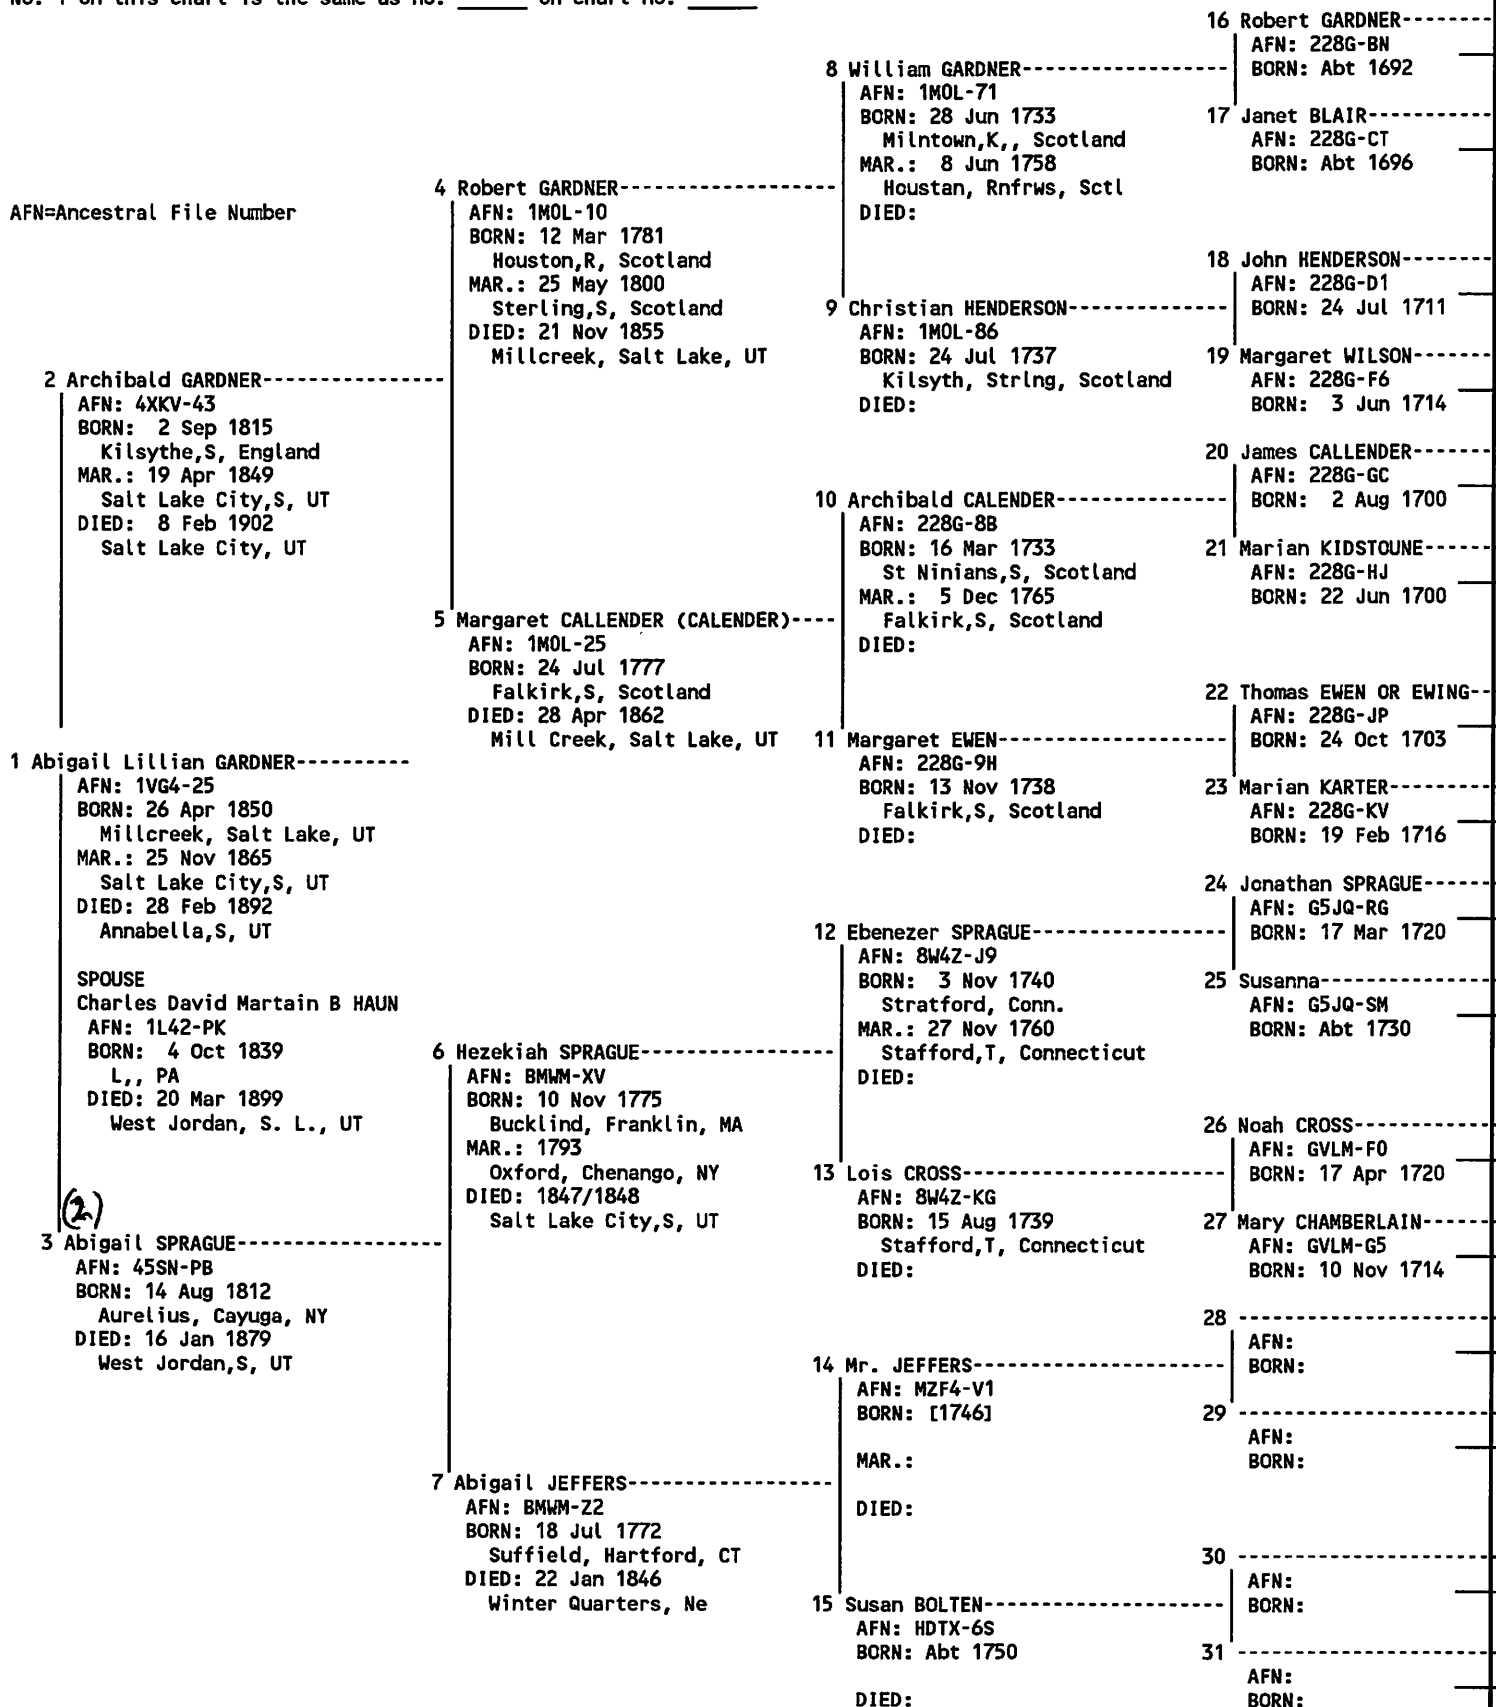 No. 1 on this chart is the same as no. _____ on chart no. _____
AFN=Ancestral File Number
1 Abigail Lillian GARDNER
AFN: 1VG4-25
BORN: 26 Apr 1850
Millcreek, Salt Lake, UT
MAR.: 25 Nov 1865
Salt Lake City,S, UT
DIED: 28 Feb 1892
Annabella,S, UT
SPOUSE
Charles David Martain B HAUN
AFN: 1L42-PK
BORN: 4 Oct 1839
L,, PA
DIED: 20 Mar 1899
West Jordan, S. L., UT
2 Archibald GARDNER
AFN: 4XKV-43
BORN: 2 Sep 1815
Kilsythe,S, England
MAR.: 19 Apr 1849
Salt Lake City,S, UT
DIED: 8 Feb 1902
Salt Lake City, UT
(2)
3 Abigail SPRAGUE
AFN: 45SN-PB
BORN: 14 Aug 1812
Aurelius, Cayuga, NY
DIED: 16 Jan 1879
West Jordan,S, UT
4 Robert GARDNER
AFN: 1MOL-10
BORN: 12 Mar 1781
Houston,R, Scotland
MAR.: 25 May 1800
Sterling,S, Scotland
DIED: 21 Nov 1855
Millcreek, Salt Lake, UT
5 Margaret CALLENDER (CALENDER)
AFN: 1MOL-25
BORN: 24 Jul 1777
Falkirk,S, Scotland
DIED: 28 Apr 1862
Mill Creek, Salt Lake, UT
6 Hezekiah SPRAGUE
AFN: BMWM-XV
BORN: 10 Nov 1775
Bucklind, Franklin, MA
MAR.: 1793
Oxford, Chenango, NY
DIED: 1847/1848
Salt Lake City,S, UT
7 Abigail JEFFERS
AFN: BMWM-Z2
BORN: 18 Jul 1772
Suffield, Hartford, CT
DIED: 22 Jan 1846
Winter Quarters, Ne
8 William GARDNER
AFN: 1MOL-71
BORN: 28 Jun 1733
Milntown,K,, Scotland
MAR.: 8 Jun 1758
Houstan, Rnfrws, Sctl
DIED:
9 Christian HENDERSON
AFN: 1MOL-86
BORN: 24 Jul 1737
Kilsyth, Strlng, Scotland
DIED:
10 Archibald CALENDER
AFN: 228G-8B
BORN: 16 Mar 1733
St Ninians,S, Scotland
MAR.: 5 Dec 1765
Falkirk,S, Scotland
DIED:
11 Margaret EWEN
AFN: 228G-9H
BORN: 13 Nov 1738
Falkirk,S, Scotland
DIED:
12 Ebenezer SPRAGUE
AFN: 8W4Z-J9
BORN: 3 Nov 1740
Stratford, Conn.
MAR.: 27 Nov 1760
Stafford,T, Connecticut
DIED:
13 Lois CROSS
AFN: 8W4Z-KG
BORN: 15 Aug 1739
Stafford,T, Connecticut
DIED:
14 Mr. JEFFERS
AFN: MZF4-V1
BORN: [1746]
MAR.:
DIED:
15 Susan BOLTEN
AFN: HDTX-6S
BORN: Abt 1750
DIED:
16 Robert GARDNER
AFN: 228G-BN
BORN: Abt 1692
17 Janet BLAIR
AFN: 228G-CT
BORN: Abt 1696
18 John HENDERSON
AFN: 228G-D1
BORN: 24 Jul 1711
19 Margaret WILSON
AFN: 228G-F6
BORN: 3 Jun 1714
20 James CALLENDER
AFN: 228G-GC
BORN: 2 Aug 1700
21 Marian KIDSTOUNE
AFN: 228G-HJ
BORN: 22 Jun 1700
22 Thomas EWEN OR EWING
AFN: 228G-JP
BORN: 24 Oct 1703
23 Marian KARTER
AFN: 228G-KV
BORN: 19 Feb 1716
24 Jonathan SPRAGUE
AFN: G5JQ-RG
BORN: 17 Mar 1720
25 Susanna
AFN: G5JQ-SM
BORN: Abt 1730
26 Noah CROSS
AFN: GVLM-F0
BORN: 17 Apr 1720
27 Mary CHAMBERLAIN
AFN: GVLM-G5
BORN: 10 Nov 1714
28
AFN:
BORN:
29
AFN:
BORN:
30
AFN:
BORN:
31
AFN:
BORN: